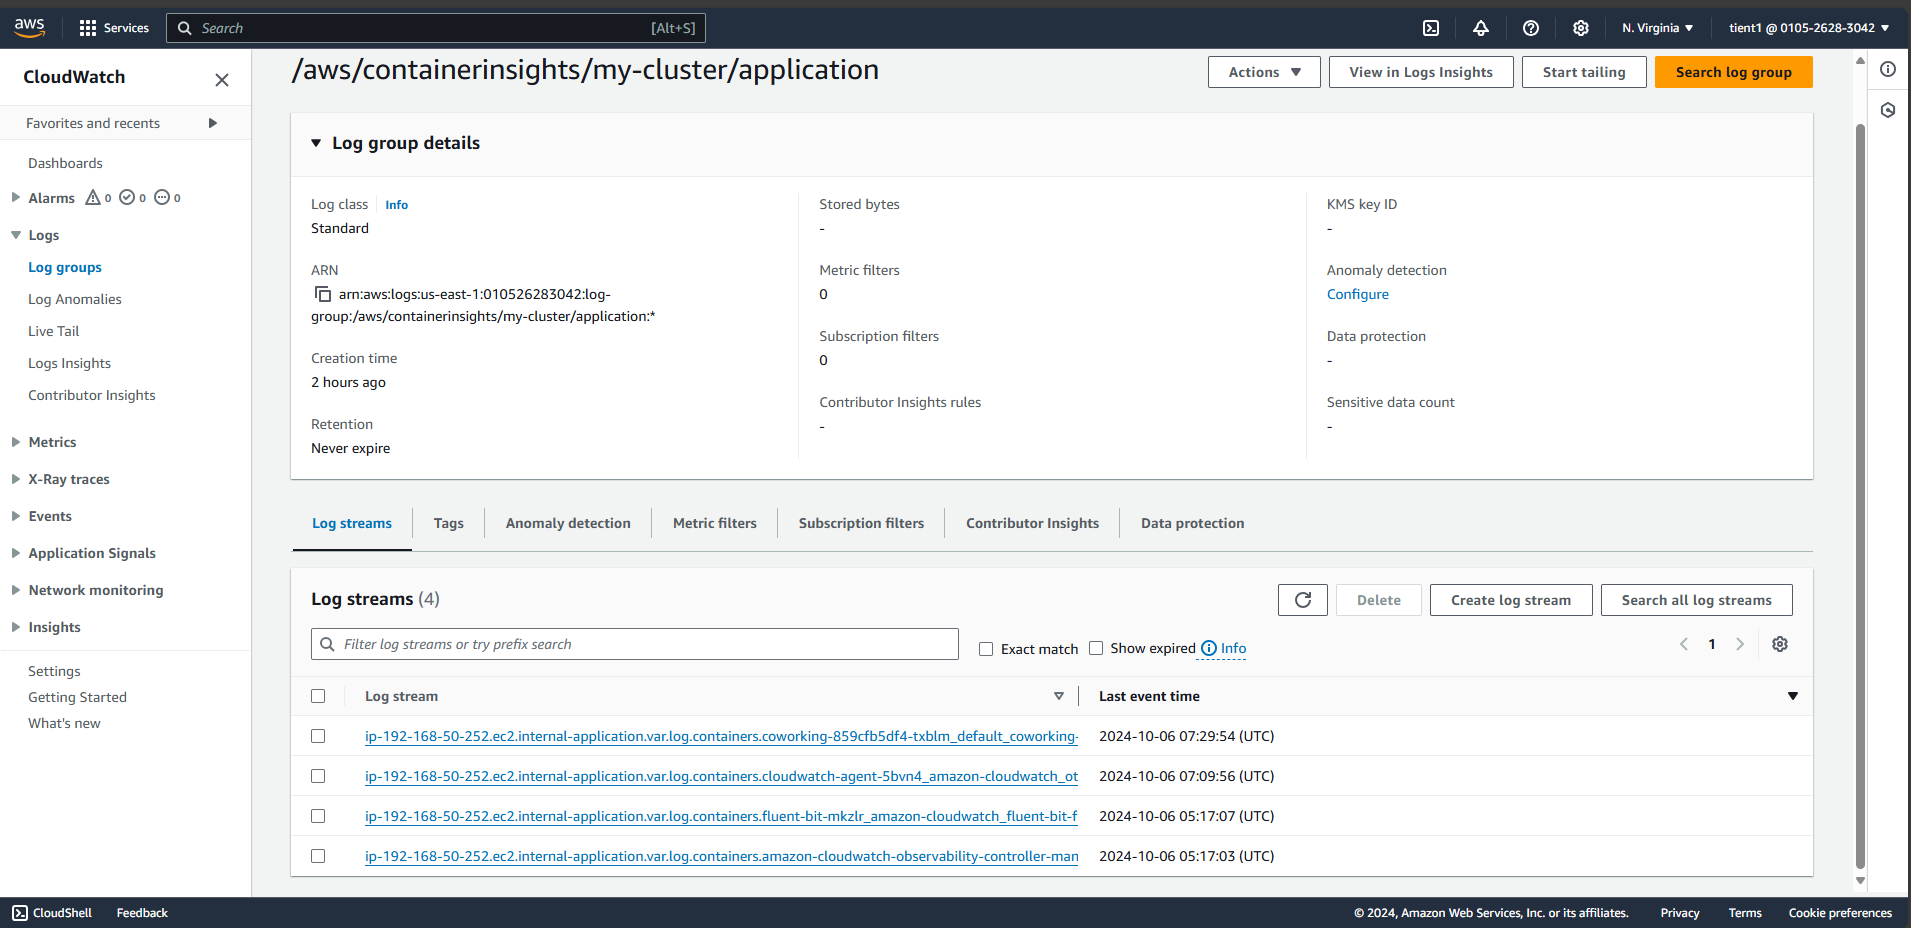 aws
Services
Search
[Alt+S]
N. Virginia
tient1 @ 0105-2628-3042
CloudWatch
Favorites and recents
Dashboards
Alarms 0 0 0
Logs
Log groups
Log Anomalies
Live Tail
Logs Insights
Contributor Insights
Metrics
X-Ray traces
Events
Application Signals
Network monitoring
Insights
Settings
Getting Started
What's new
/aws/containerinsights/my-cluster/application
Actions
View in Logs Insights
Start tailing
Search log group
Log group details
Log class Info
Standard
ARN
arn:aws:logs:us-east-1:010526283042:log-
group:/aws/containerinsights/my-cluster/application:*
Creation time
2 hours ago
Retention
Never expire
Stored bytes
-
Metric filters
0
Subscription filters
0
Contributor Insights rules
-
KMS key ID
-
Anomaly detection
Configure
Data protection
-
Sensitive data count
-
Log streams
Tags
Anomaly detection
Metric filters
Subscription filters
Contributor Insights
Data protection
Log streams (4)
Delete
Create log stream
Search all log streams
Filter log streams or try prefix search
Exact match
Show expired
Info
1
Log stream
Last event time
ip-192-168-50-252.ec2.internal-application.var.log.containers.coworking-859cfb5df4-txblm_default_coworking- 2024-10-06 07:29:54 (UTC)
ip-192-168-50-252.ec2.internal-application.var.log.containers.cloudwatch-agent-5bvn4_amazon-cloudwatch_ot 2024-10-06 07:09:56 (UTC)
ip-192-168-50-252.ec2.internal-application.var.log.containers.fluent-bit-mkzlr_amazon-cloudwatch_fluent-bit-f 2024-10-06 05:17:07 (UTC)
ip-192-168-50-252.ec2.internal-application.var.log.containers.amazon-cloudwatch-observability-controller-man 2024-10-06 05:17:03 (UTC)
CloudShell
Feedback
© 2024, Amazon Web Services, Inc. or its affiliates.
Privacy
Terms
Cookie preferences